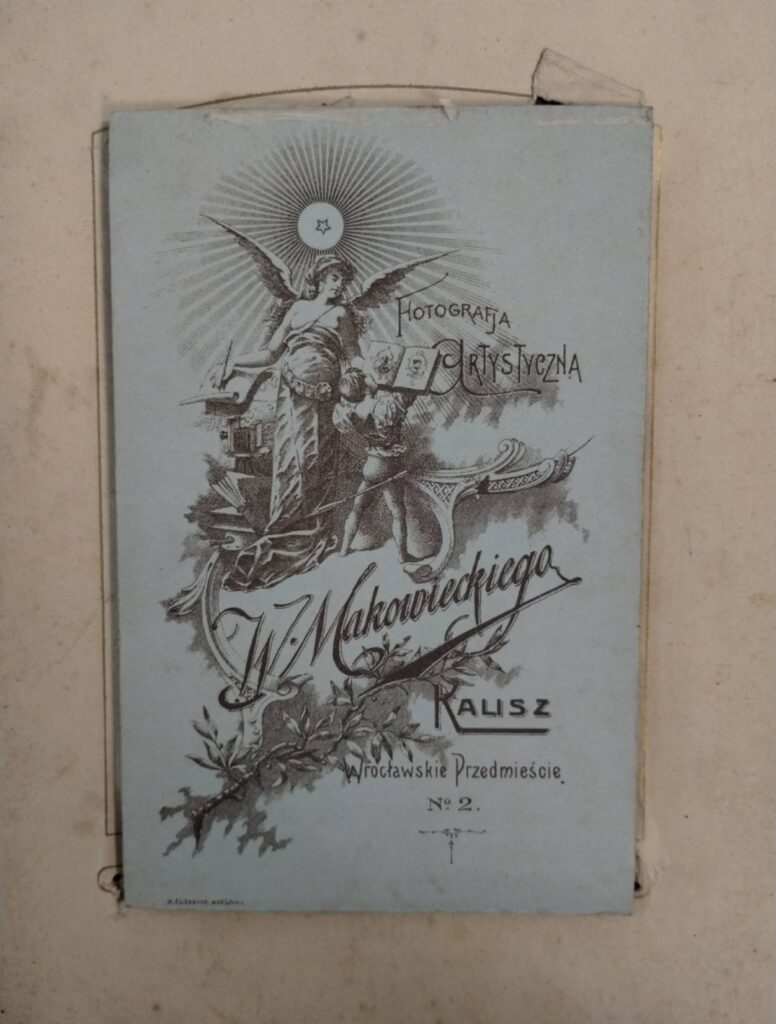 Fotografja
Artystyczna
W. Makowieckiego
Kalisz
Wrocławskie Przedmieście.
No 2.